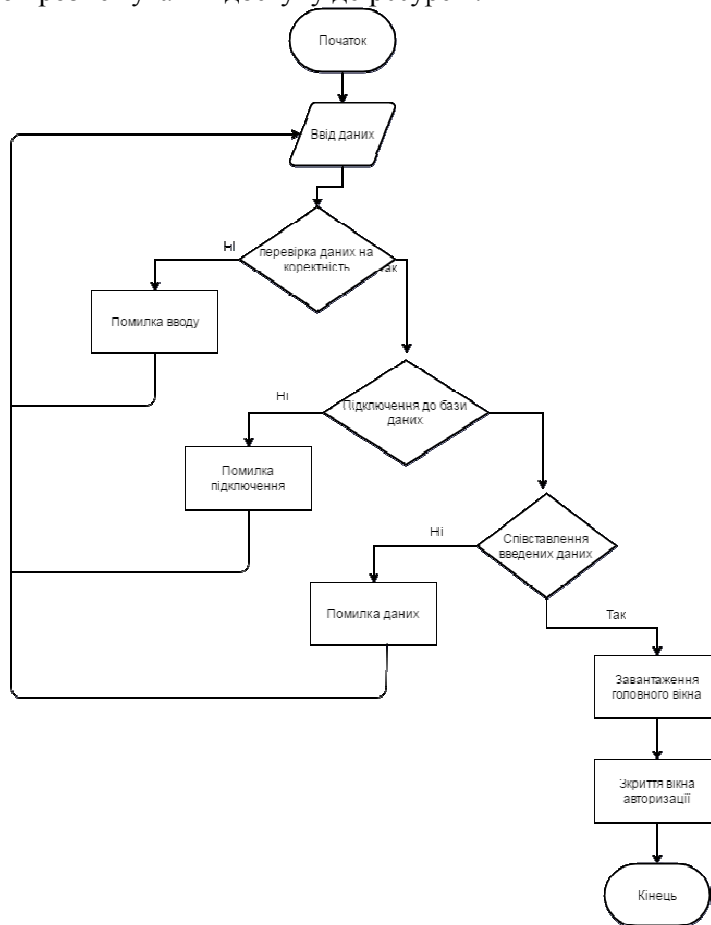 Початок
Ввід даних
Ні
перевірка даних на
коректність
так
Помилка вводу
Ні
Підключення до бази
даних
Помилка
підключення
Ніі
Співставлення
введених даних
Помилка даних
Так
Завантаження
головного вікна
Зкриття вікна
авторизації
Кінець